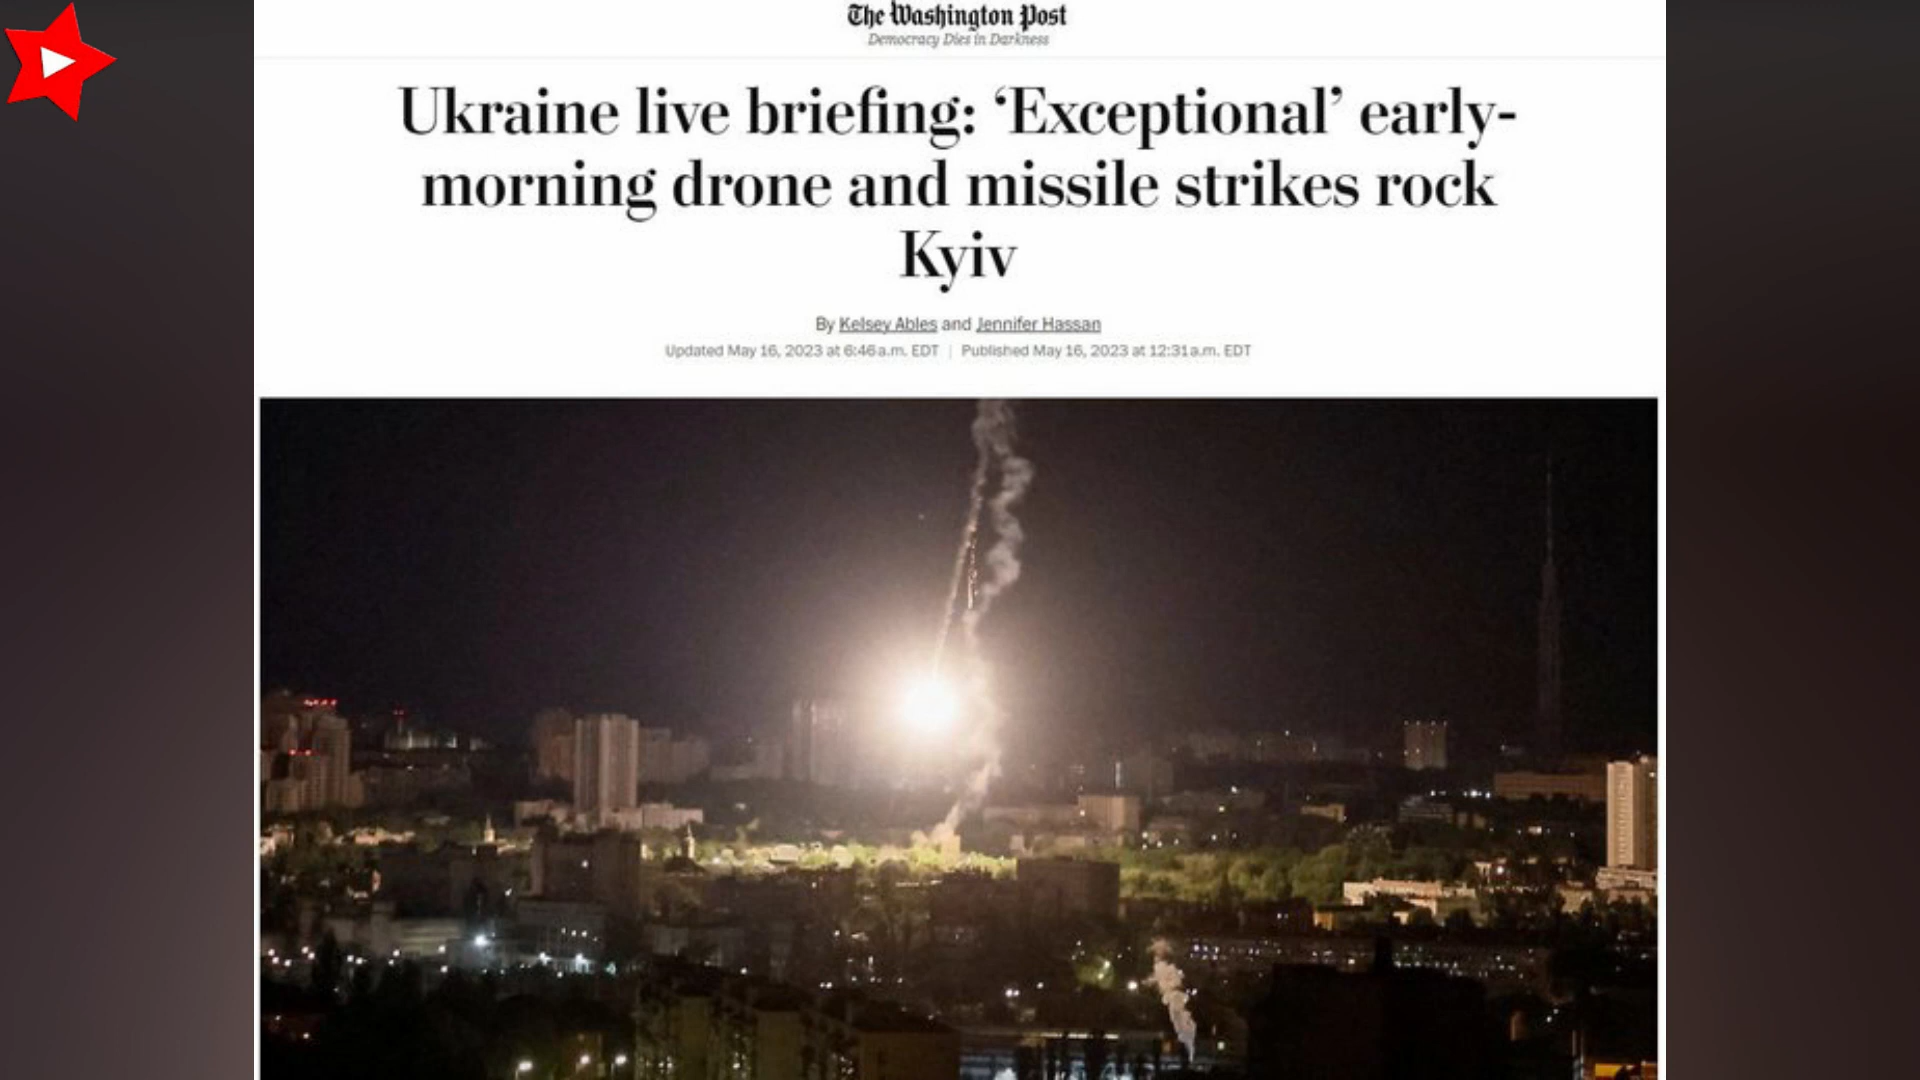 The Washington Post
Democracy Dies in Darkness
Ukraine live briefing: ‘Exceptional’ early-
morning drone and missile strikes rock
Kyiv
By Kelsey Ables and Jennifer Hassan
Updated May 16, 2023 at 6:46 a.m. EDT | Published May 16, 2023 at 12:31 a.m. EDT